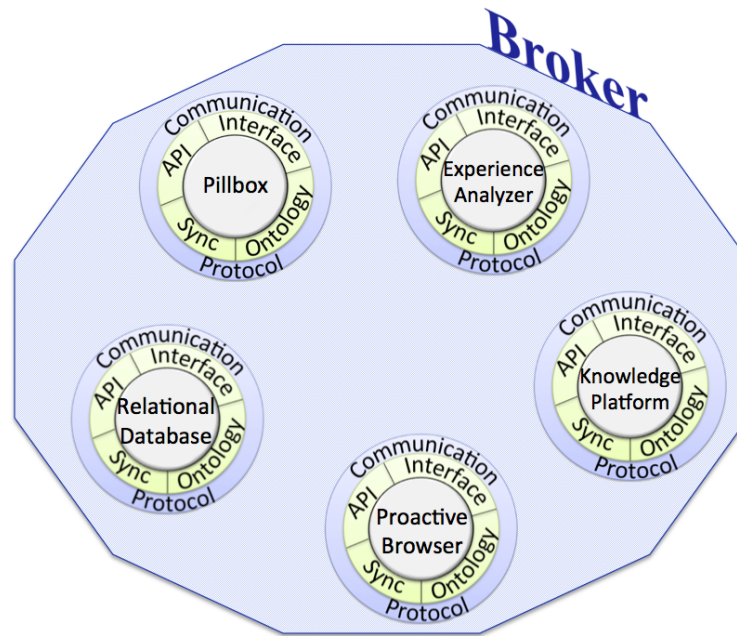 Broker
Communication
API
Interface
Pillbox
Sync
Ontology
Protocol
Communication
API
Interface
Experience
Analyzer
Sync
Ontology
Protocol
Communication
API
Interface
Knowledge
Platform
Sync
Ontology
Protocol
Communication
API
Interface
Relational
Database
Sync
Ontology
Protocol
Communication
API
Interface
Proactive
Browser
Sync
Ontology
Protocol